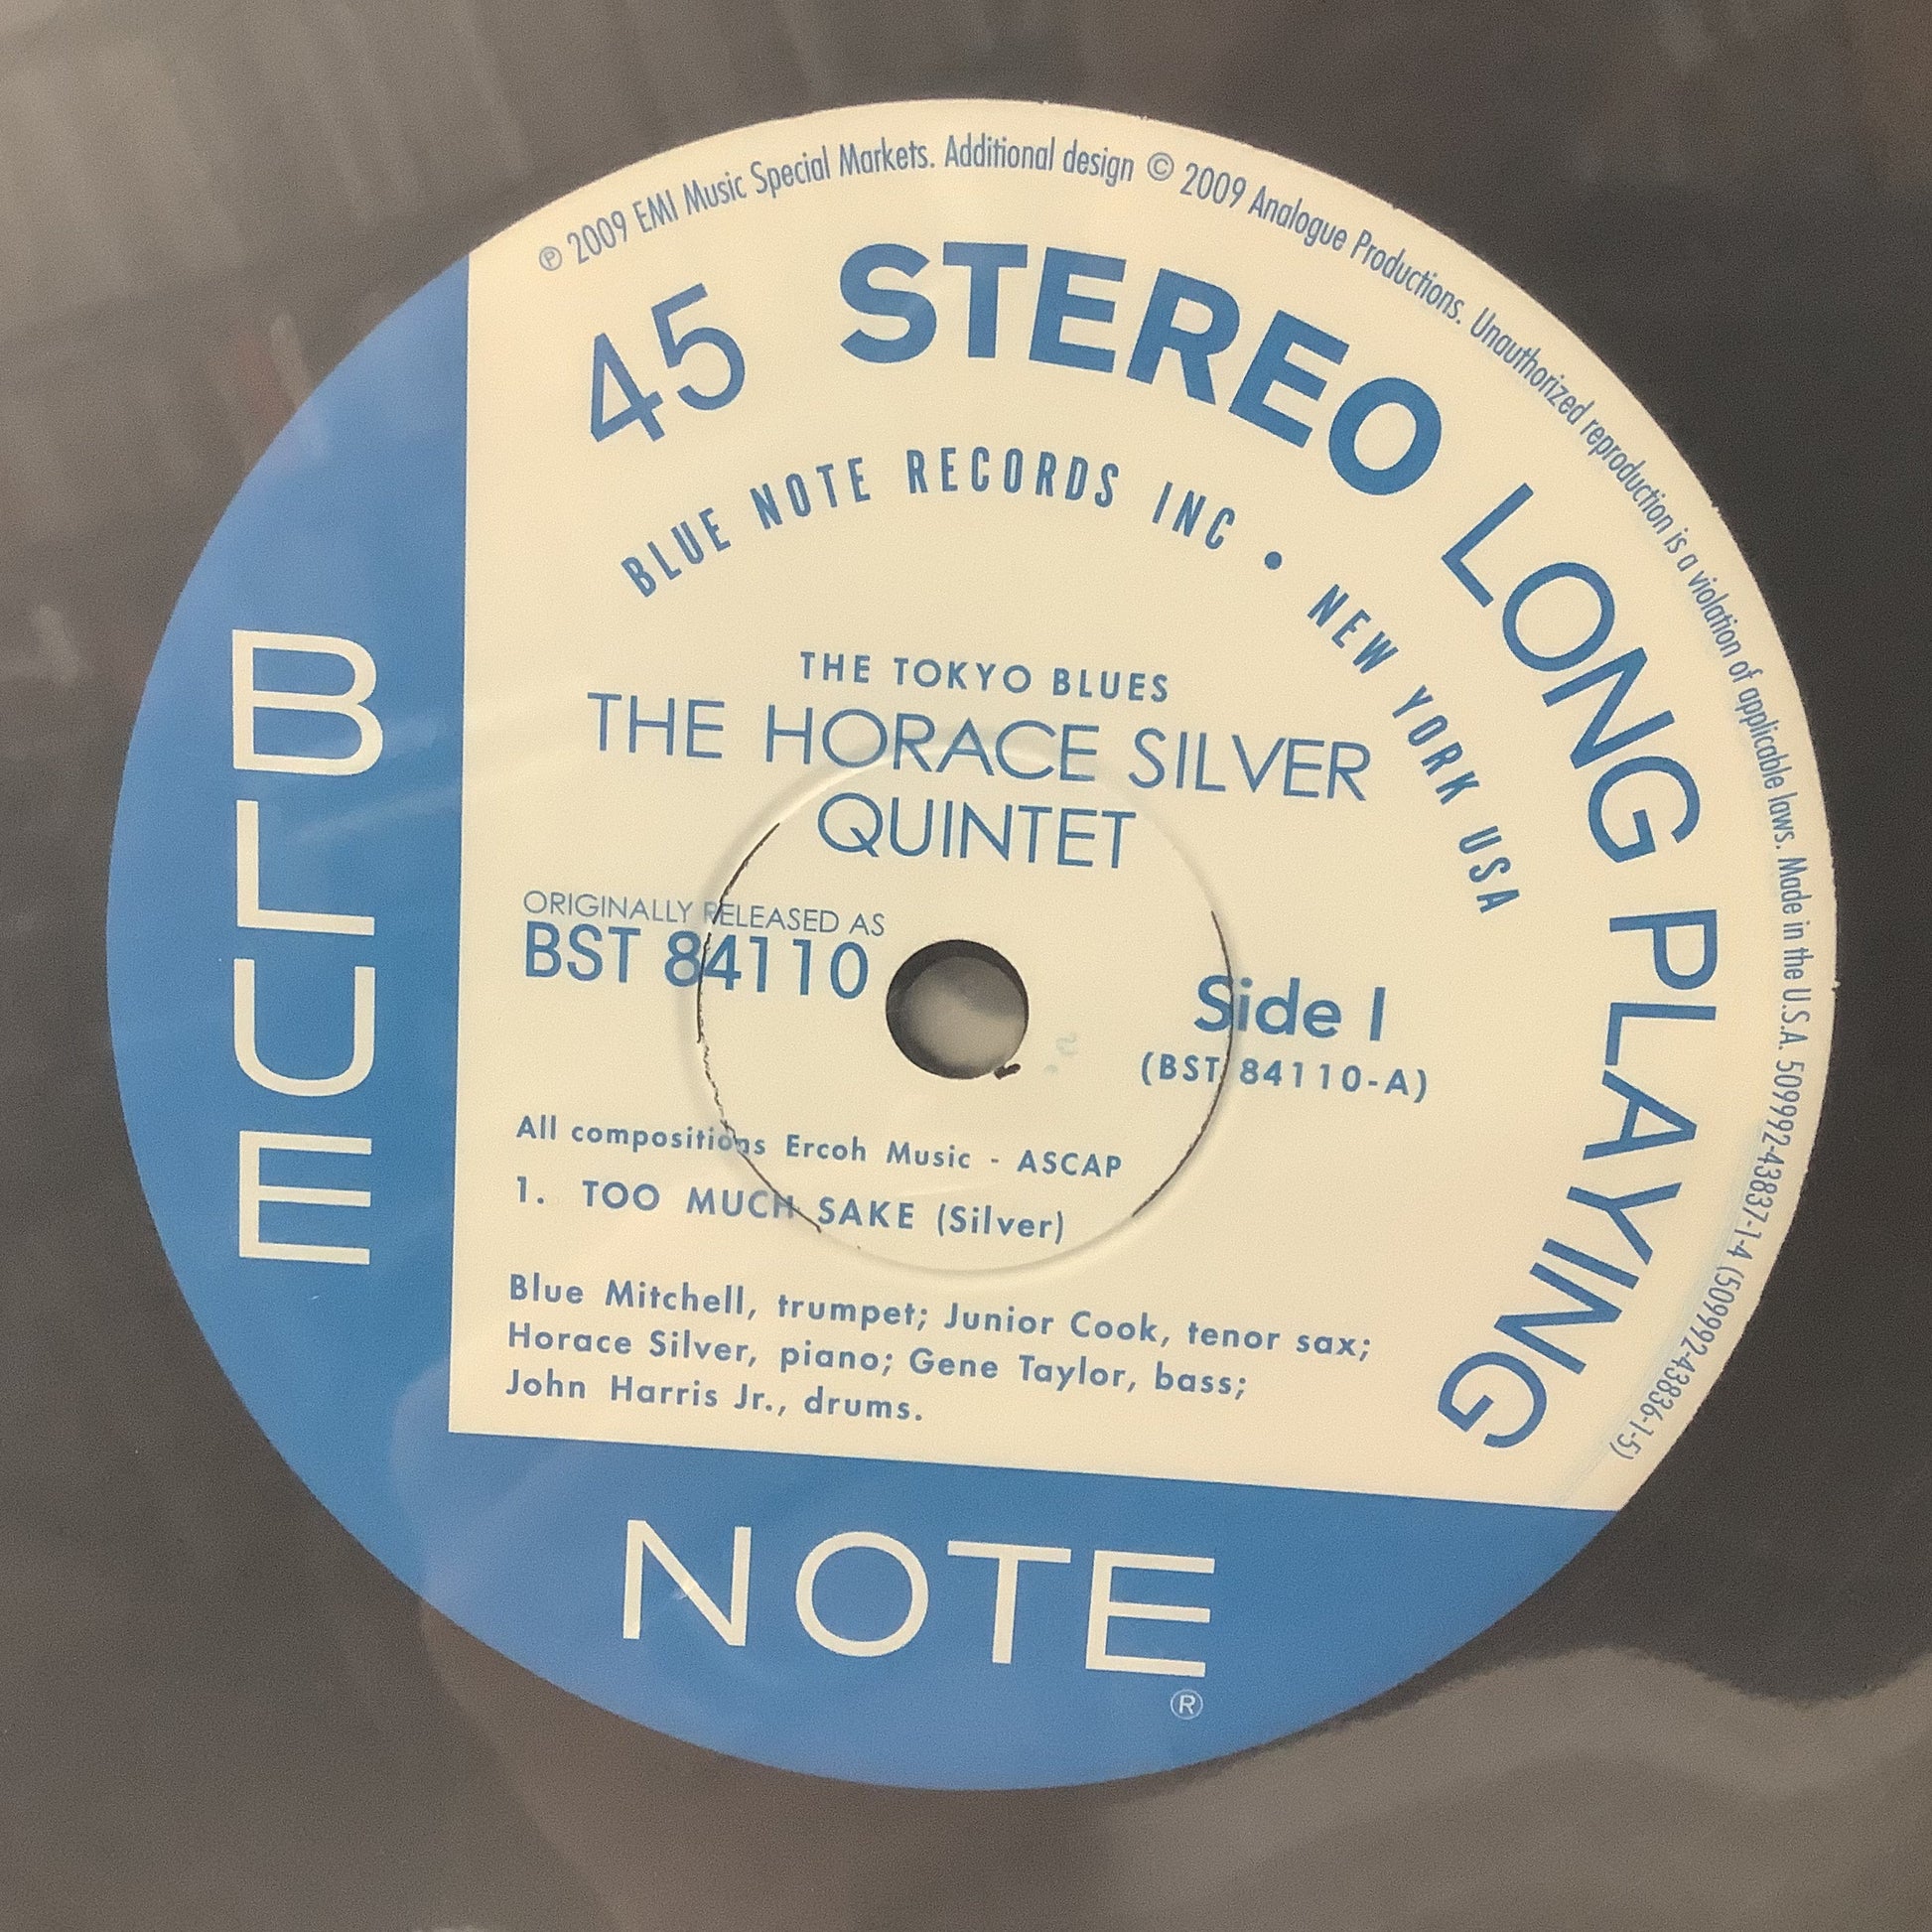 ℗ 2009 EMI Music Special Markets. Additional design © 2009 Analogue Productions. Unauthorized reproduction is a violation of applicable laws. Made in the U.S.A. 509992-43837-1-4 (509992-43836-1-5)
45 STEREO LONG PLAYING
BLUE NOTE RECORDS INC • NEW YORK USA
THE TOKYO BLUES
THE HORACE SILVER
QUINTET
ORIGINALLY RELEASED AS
BST 84110
Side I
(BST 84110-A)
All compositions Ercoh Music - ASCAP
1. TOO MUCH SAKE (Silver)
Blue Mitchell, trumpet; Junior Cook, tenor sax;
Horace Silver, piano; Gene Taylor, bass;
John Harris Jr., drums.
BLUE
NOTE
®